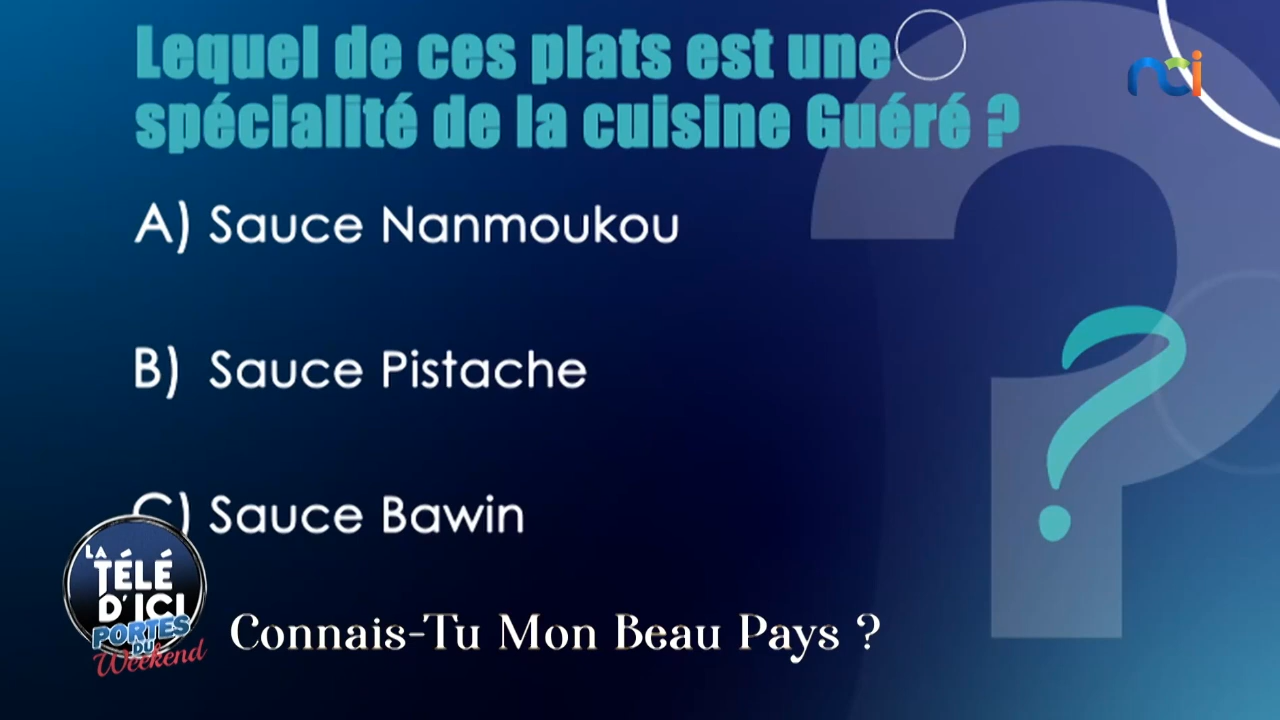 Lequel de ces plats est une
spécialité de la cuisine Guéré ?
nci
A) Sauce Nanmoukou
B) Sauce Pistache
C) Sauce Bawin
LA
TÉLÉ
D'ICI
PORTES
DU
Weekend
Connais-Tu Mon Beau Pays ?